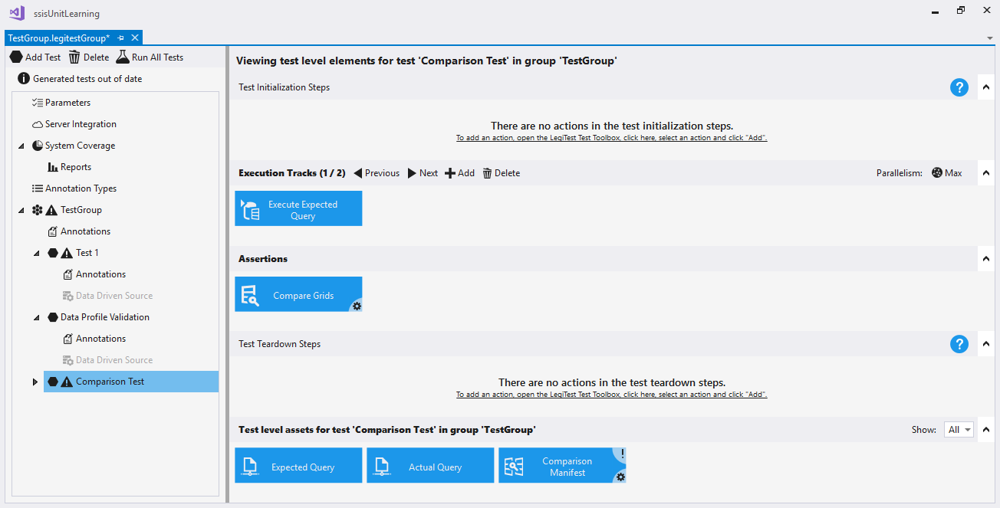 ssisUnitLearning
TestGroup.legitestGroup*
Add Test Delete Run All Tests
Generated tests out of date
Parameters
Server Integration
System Coverage
Reports
Annotation Types
TestGroup
Annotations
Test 1
Annotations
Data Driven Source
Data Profile Validation
Annotations
Data Driven Source
Comparison Test
Viewing test level elements for test 'Comparison Test' in group 'TestGroup'
Test Initialization Steps
?
There are no actions in the test initialization steps.
To add an action, open the LegiTest Test Toolbox, click here, select an action and click "Add".
Execution Tracks (1 / 2) Previous Next Add Delete Parallelism: Max
Execute Expected
Query
Assertions
Compare Grids
Test Teardown Steps
?
There are no actions in the test teardown steps.
To add an action, open the LegiTest Test Toolbox, click here, select an action and click "Add".
Test level assets for test 'Comparison Test' in group 'TestGroup' Show: All
Expected Query
Actual Query
Comparison
Manifest
!